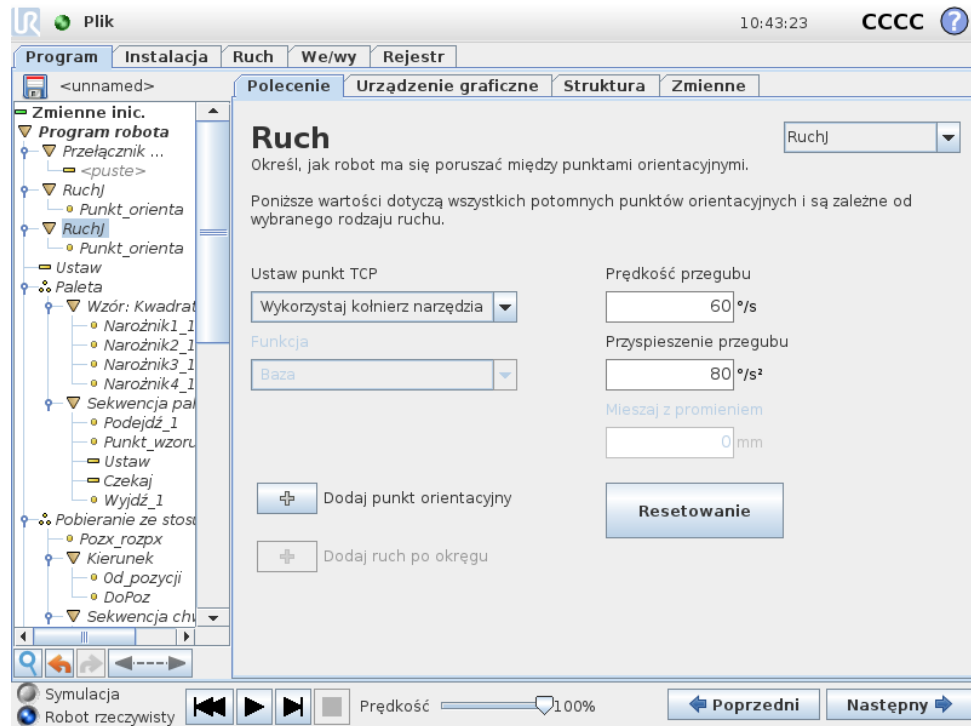 UR Plik 10:43:23 CCCC ?
Program Instalacja Ruch We/wy Rejestr
<unnamed>
Polecenie Urządzenie graficzne Struktura Zmienne
Zmienne inic.
Program robota
Przełącznik ...
<puste>
RuchJ
Punkt_orienta
RuchJ
Punkt_orienta
Ustaw
Paleta
Wzór: Kwadrat
Narożnik1_1
Narożnik2_1
Narożnik3_1
Narożnik4_1
Sekwencja pal
Podejdź_1
Punkt_wzoru
Ustaw
Czekaj
Wyjdź_1
Pobieranie ze stosu
Pozx_rozpx
Kierunek
Od_pozycji
DoPoz
Sekwencja chw
Ruch
RuchJ
Określ, jak robot ma się poruszać między punktami orientacyjnymi.
Poniższe wartości dotyczą wszystkich potomnych punktów orientacyjnych i są zależne od
wybranego rodzaju ruchu.
Ustaw punkt TCP
Wykorzystaj kołnierz narzędzia
Funkcja
Baza
Prędkość przegubu
60 °/s
Przyspieszenie przegubu
80 °/s²
Mieszaj z promieniem
0 mm
Dodaj punkt orientacyjny
Dodaj ruch po okręgu
Resetowanie
Symulacja
Robot rzeczywisty
Prędkość 100%
Poprzedni
Następny